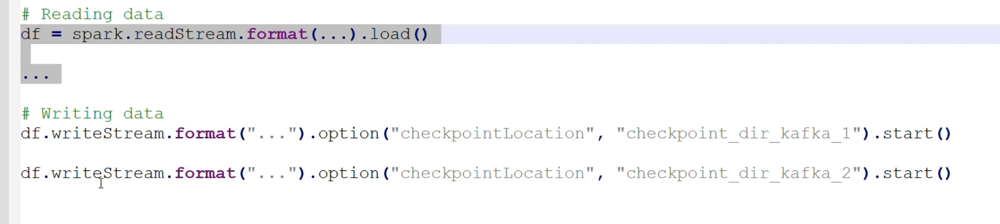 # Reading data
df = spark.readStream.format(...).load()
...
# Writing data
df.writeStream.format("...").option("checkpointLocation", "checkpoint_dir_kafka_1").start()
df.writeStream.format("...").option("checkpointLocation", "checkpoint_dir_kafka_2").start()